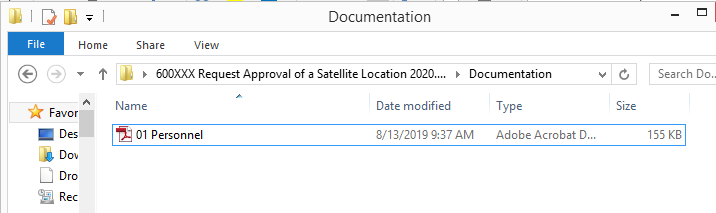 Documentation
File Home Share View
600XXX Request Approval of a Satellite Location 2020.... Documentation Search Do...
Name Date modified Type Size
Favor
Des
Dow
Dro
Rec
01 Personnel 8/13/2019 9:37 AM Adobe Acrobat D... 155 KB